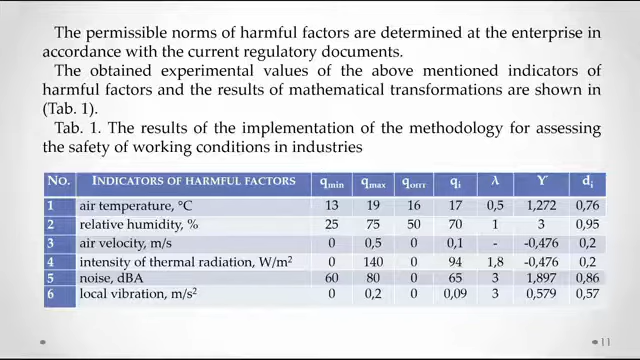 The permissible norms of harmful factors are determined at the enterprise in
accordance with the current regulatory documents.
The obtained experimental values of the above mentioned indicators of
harmful factors and the results of mathematical transformations are shown in
(Tab. 1).
Tab. 1. The results of the implementation of the methodology for assessing
the safety of working conditions in industries
No. Indicators of harmful factors qmin qmax qопт qi λ Y di
1 air temperature, °C 13 19 16 17 0,5 1,272 0,76
2 relative humidity, % 25 75 50 70 1 3 0,95
3 air velocity, m/s 0 0,5 0 0,1 - -0,476 0,2
4 intensity of thermal radiation, W/m² 0 140 0 94 1,8 -0,476 0,2
5 noise, dBA 60 80 0 65 3 1,897 0,86
6 local vibration, m/s² 0 0,2 0 0,09 3 0,579 0,57
11